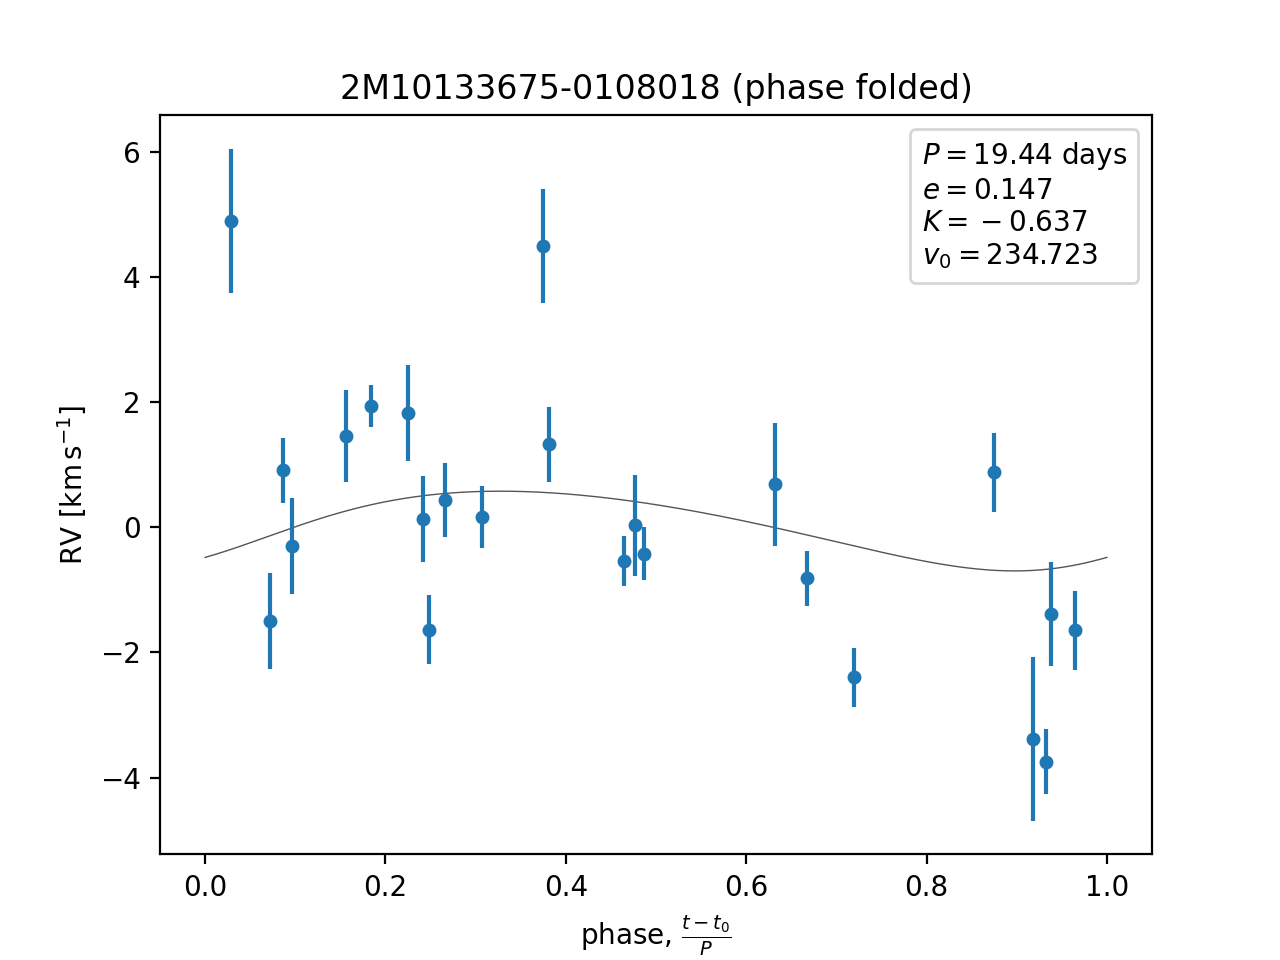 2M10133675-0108018 (phase folded)
P = 19.44 days
e = 0.147
K = −0.637
v₀ = 234.723
6
4
2
0
−2
−4
RV [km s⁻¹]
0.0 0.2 0.4 0.6 0.8 1.0
phase, (t − t₀)/P